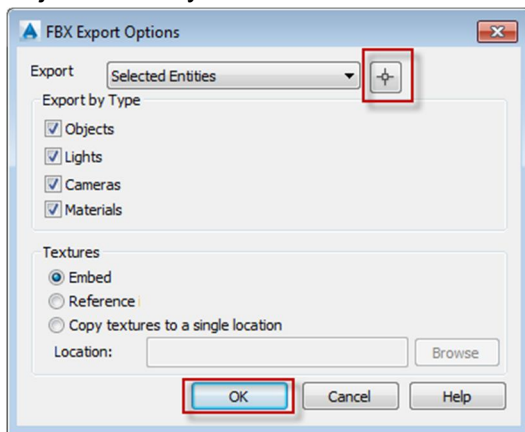 FBX Export Options
Export Selected Entities
Export by Type
Objects
Lights
Cameras
Materials
Textures
Embed
Reference
Copy textures to a single location
Location: Browse
OK Cancel Help